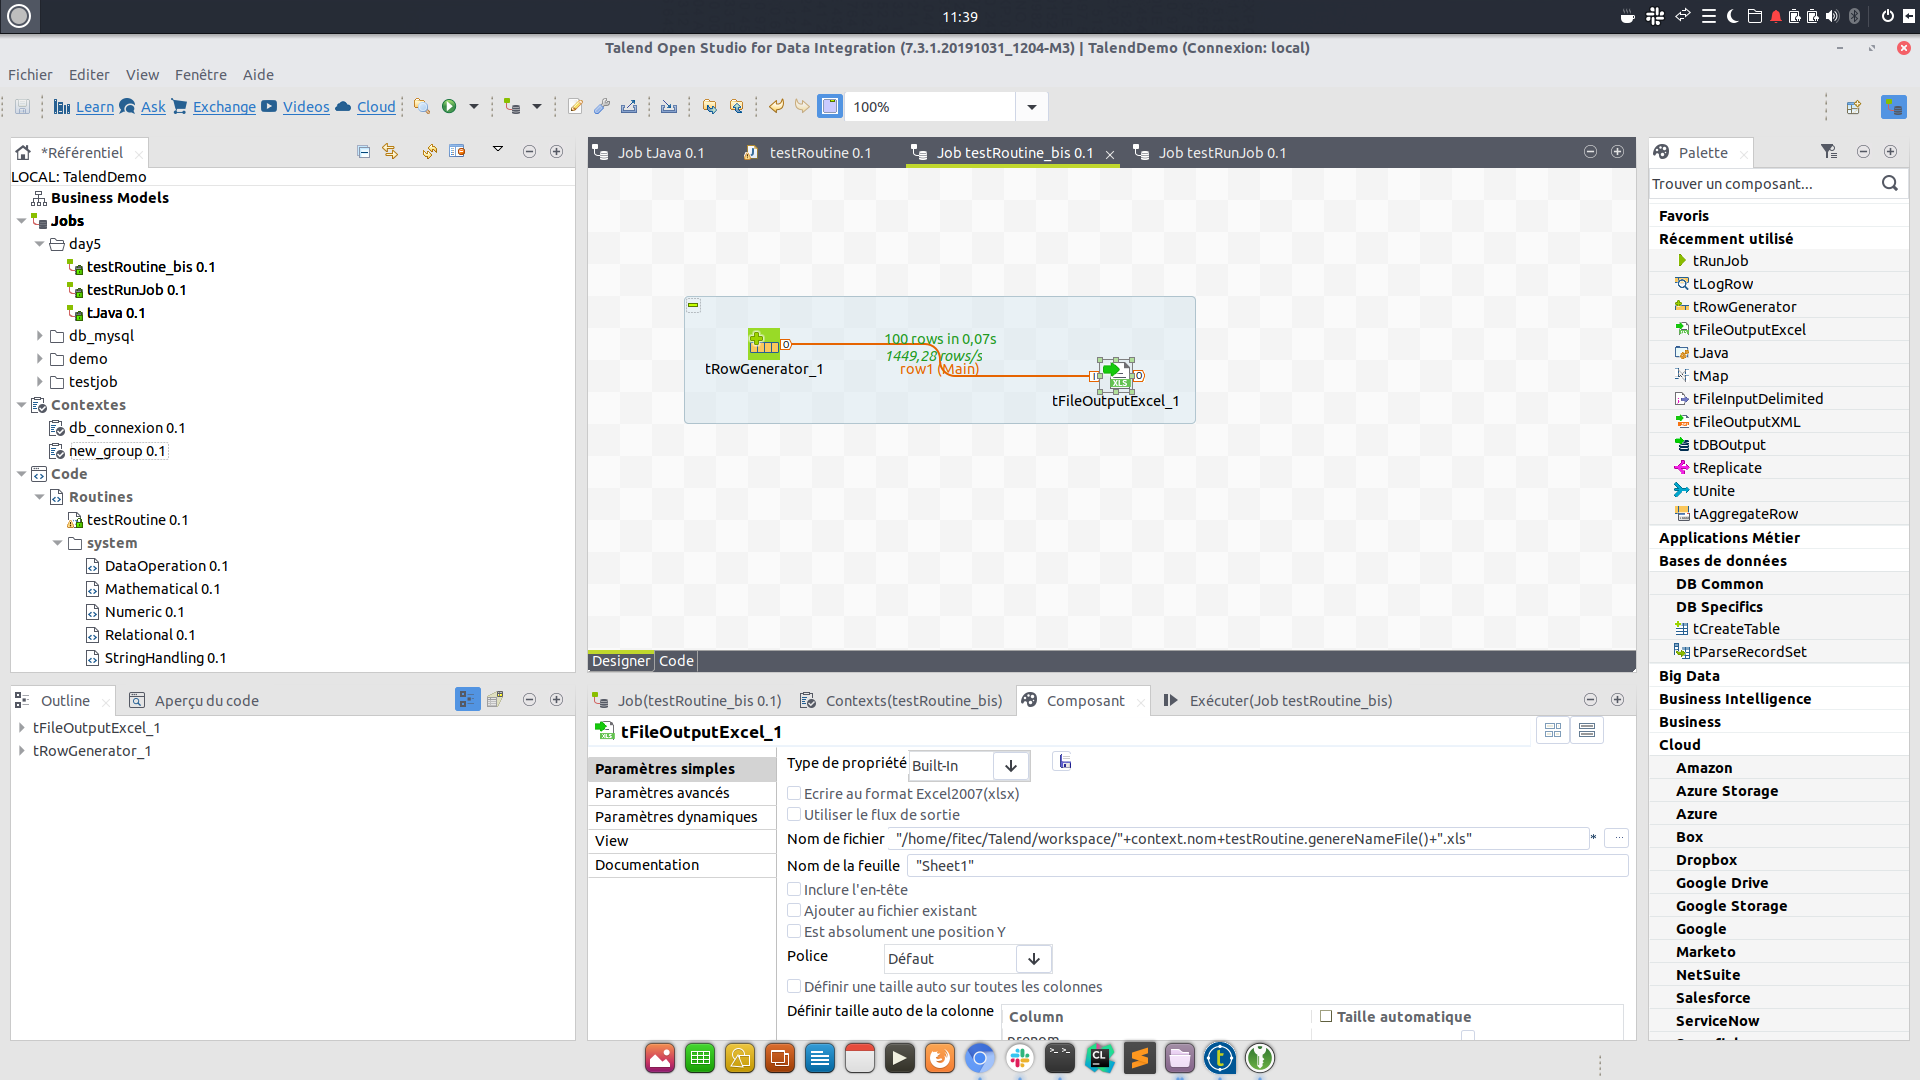 11:39
Talend Open Studio for Data Integration (7.3.1.20191031_1204-M3) | TalendDemo (Connexion: local)
Fichier Editer View Fenêtre Aide
Learn Ask Exchange Videos Cloud 100%
*Référentiel
LOCAL: TalendDemo
Business Models
Jobs
day5
testRoutine_bis 0.1
testRunJob 0.1
tJava 0.1
db_mysql
demo
testjob
Contextes
db_connexion 0.1
new_group 0.1
Code
Routines
testRoutine 0.1
system
DataOperation 0.1
Mathematical 0.1
Numeric 0.1
Relational 0.1
StringHandling 0.1
Job tJava 0.1 testRoutine 0.1 Job testRoutine_bis 0.1 Job testRunJob 0.1
100 rows in 0,07s
1449,28 rows/s
row1 (Main)
tRowGenerator_1
XLS
tFileOutputExcel_1
Designer Code
Palette
Trouver un composant...
Favoris
Récemment utilisé
tRunJob
tLogRow
tRowGenerator
tFileOutputExcel
tJava
tMap
tFileInputDelimited
tFileOutputXML
tDBOutput
tReplicate
tUnite
tAggregateRow
Applications Métier
Bases de données
DB Common
DB Specifics
tCreateTable
tParseRecordSet
Big Data
Business Intelligence
Business
Cloud
Amazon
Azure Storage
Azure
Box
Dropbox
Google Drive
Google Storage
Google
Marketo
NetSuite
Salesforce
ServiceNow
Outline Aperçu du code
tFileOutputExcel_1
tRowGenerator_1
Job(testRoutine_bis 0.1) Contexts(testRoutine_bis) Composant Exécuter(Job testRoutine_bis)
tFileOutputExcel_1
Paramètres simples
Paramètres avancés
Paramètres dynamiques
View
Documentation
Type de propriété Built-In
Ecrire au format Excel2007(xlsx)
Utiliser le flux de sortie
Nom de fichier "/home/fitec/Talend/workspace/"+context.nom+testRoutine.genereNameFile()+".xls" * ...
Nom de la feuille "Sheet1"
Inclure l'en-tête
Ajouter au fichier existant
Est absolument une position Y
Police Défaut
Définir une taille auto sur toutes les colonnes
Définir taille auto de la colonne Column Taille automatique
CL